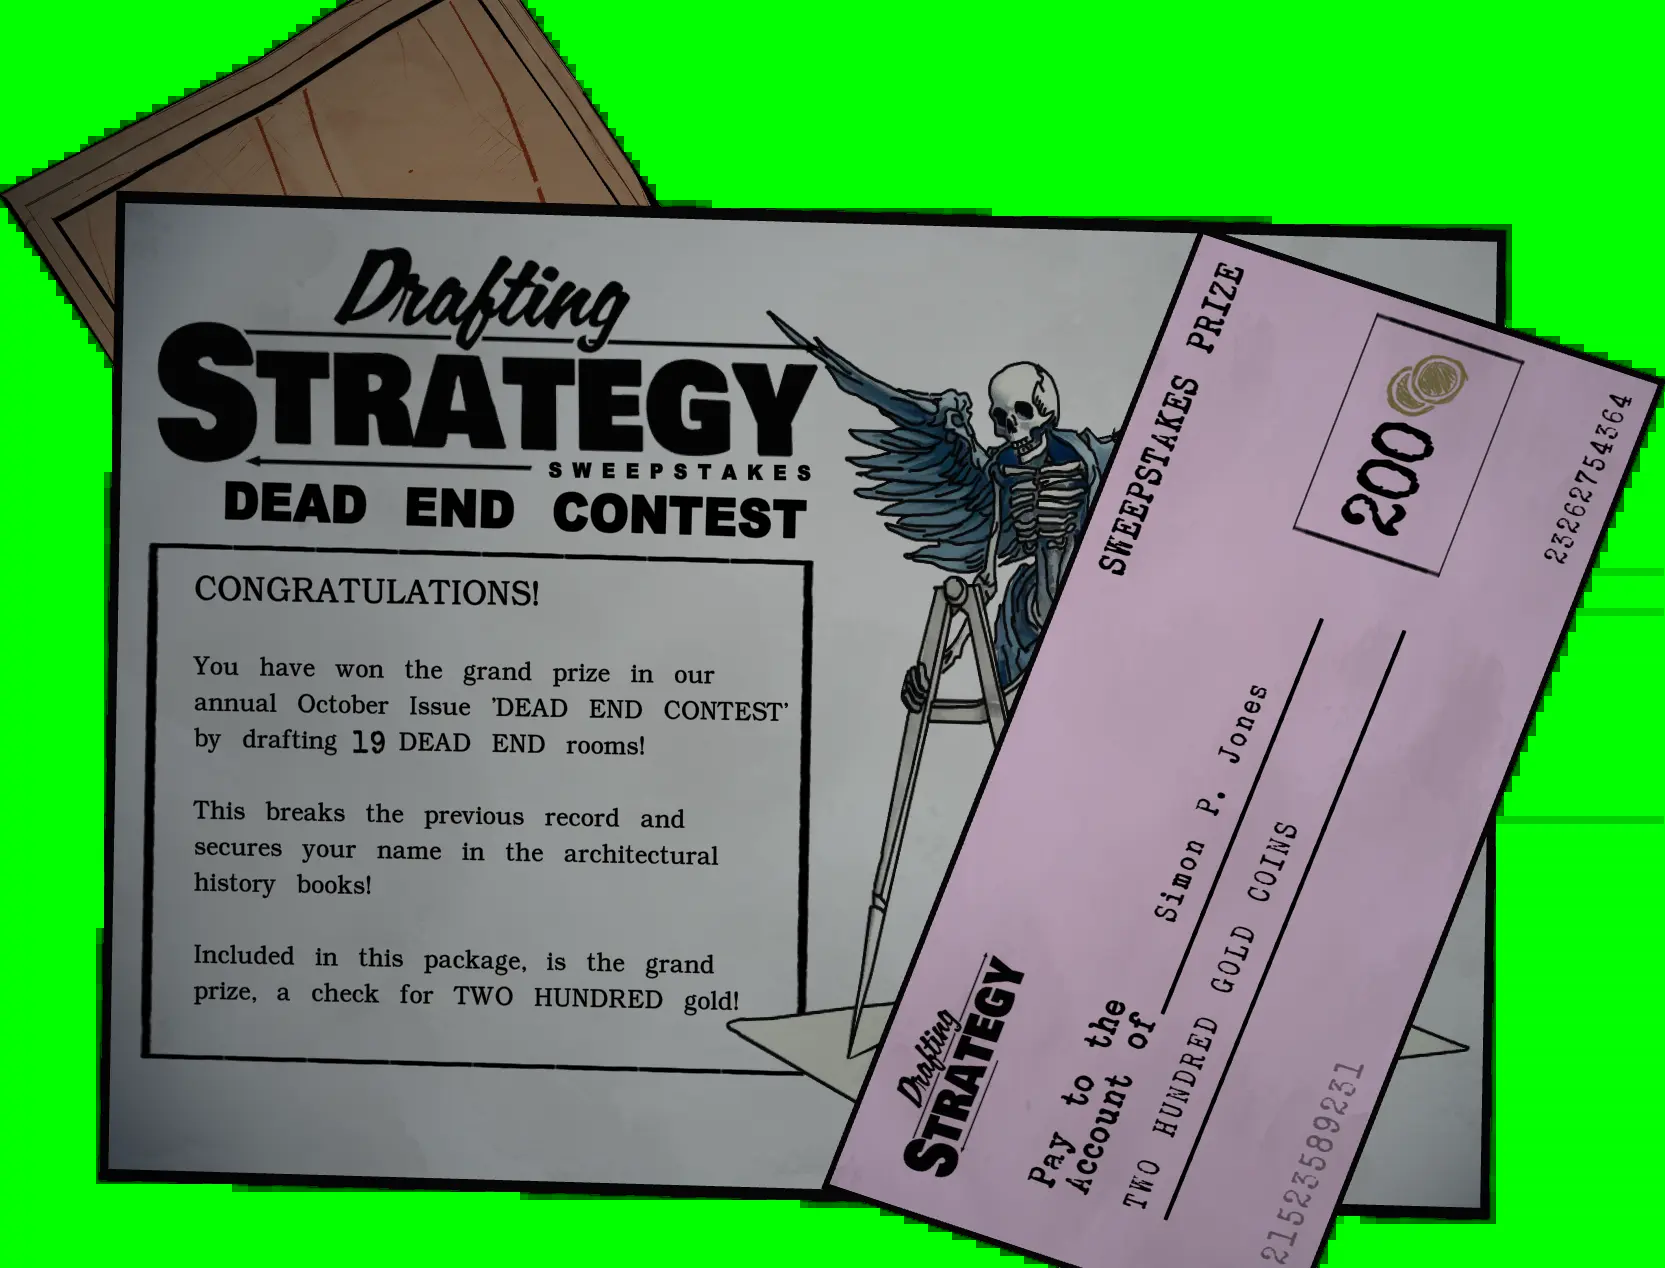 Drafting
STRATEGY
SWEEPSTAKES
DEAD END CONTEST
CONGRATULATIONS!
You have won the grand prize in our
annual October Issue 'DEAD END CONTEST'
by drafting 19 DEAD END rooms!
This breaks the previous record and
secures your name in the architectural
history books!
Included in this package, is the grand
prize, a check for TWO HUNDRED gold!
SWEEPSTAKES PRIZE
200
23262754364
Drafting
STRATEGY
Pay to the
Account of Simon P. Jones
TWO HUNDRED GOLD COINS
21523589231